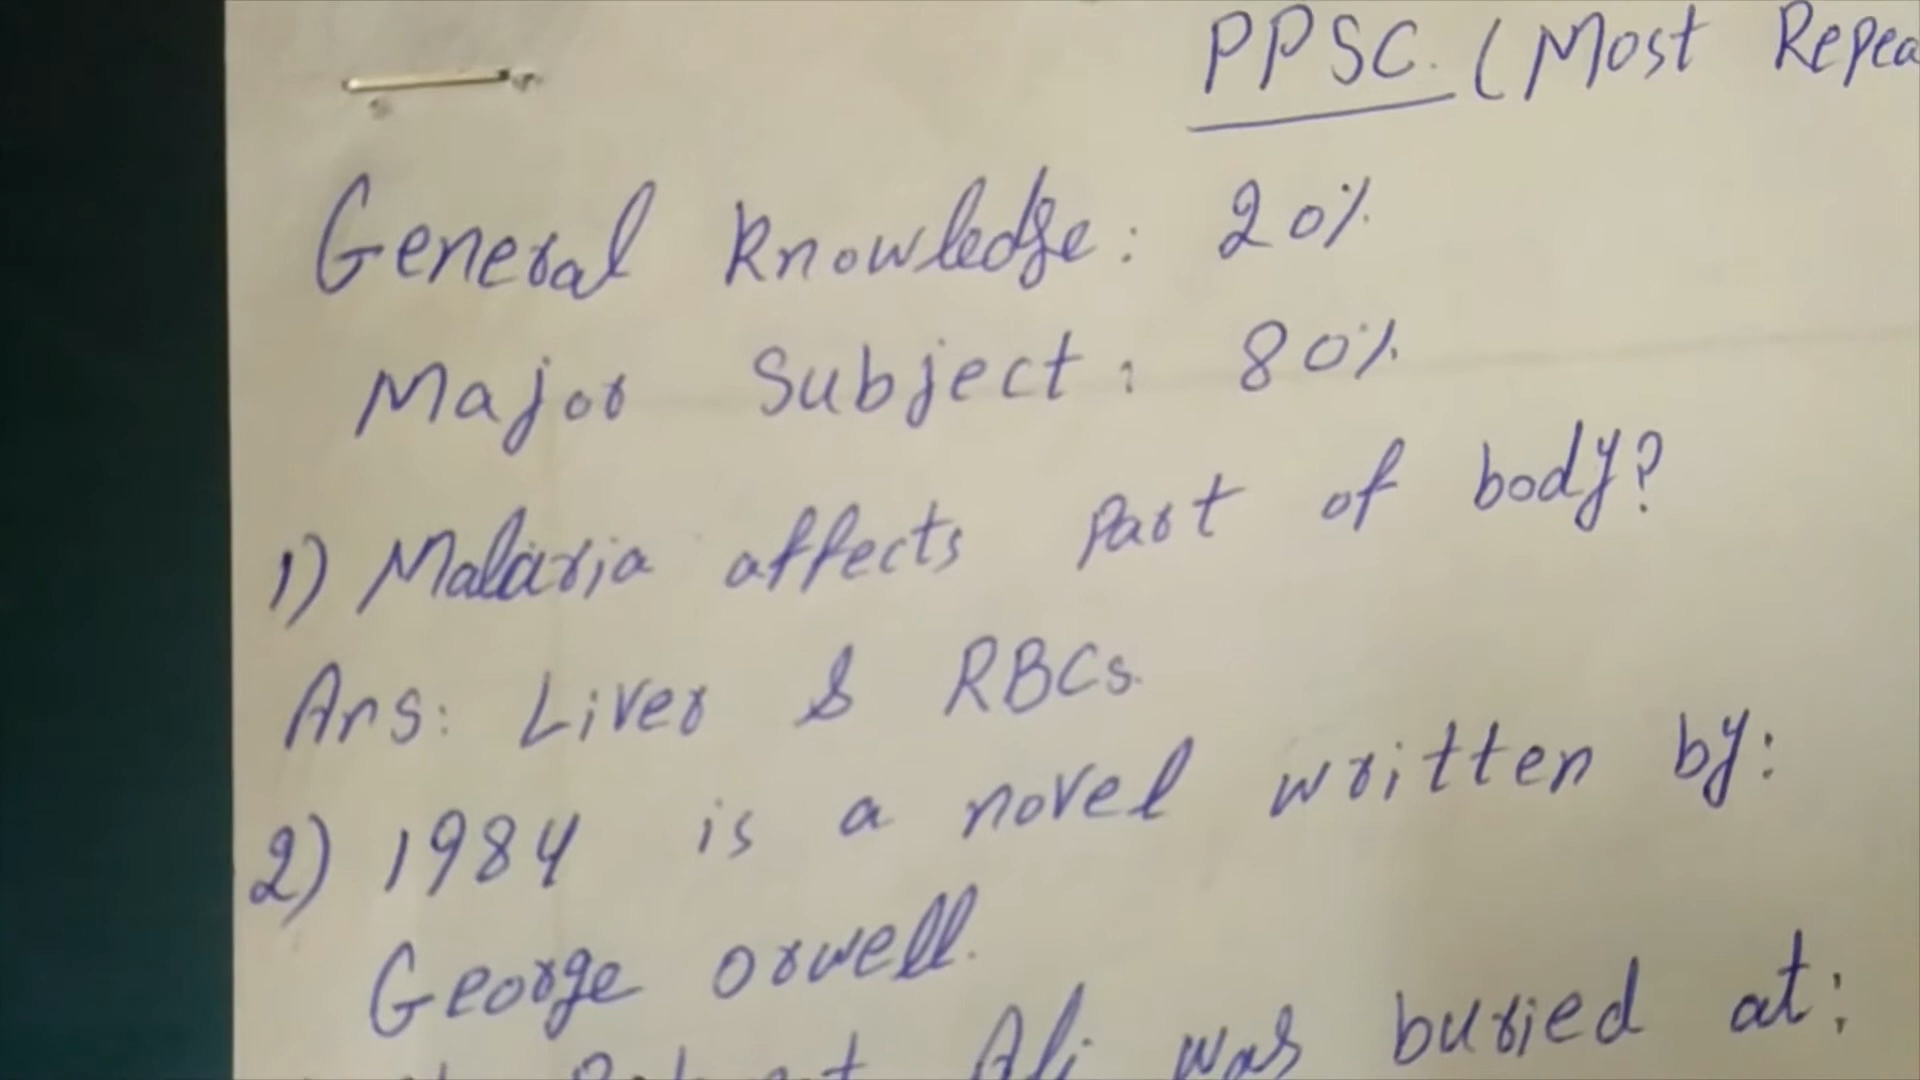 PPSC. (Most Repea
General Knowledge: 20%
Major Subject: 80%
1) Malaria affects Part of body?
Ans: Liver & RBCs.
2) 1984 is a novel written by:
George orwell.
Ali was buried at: